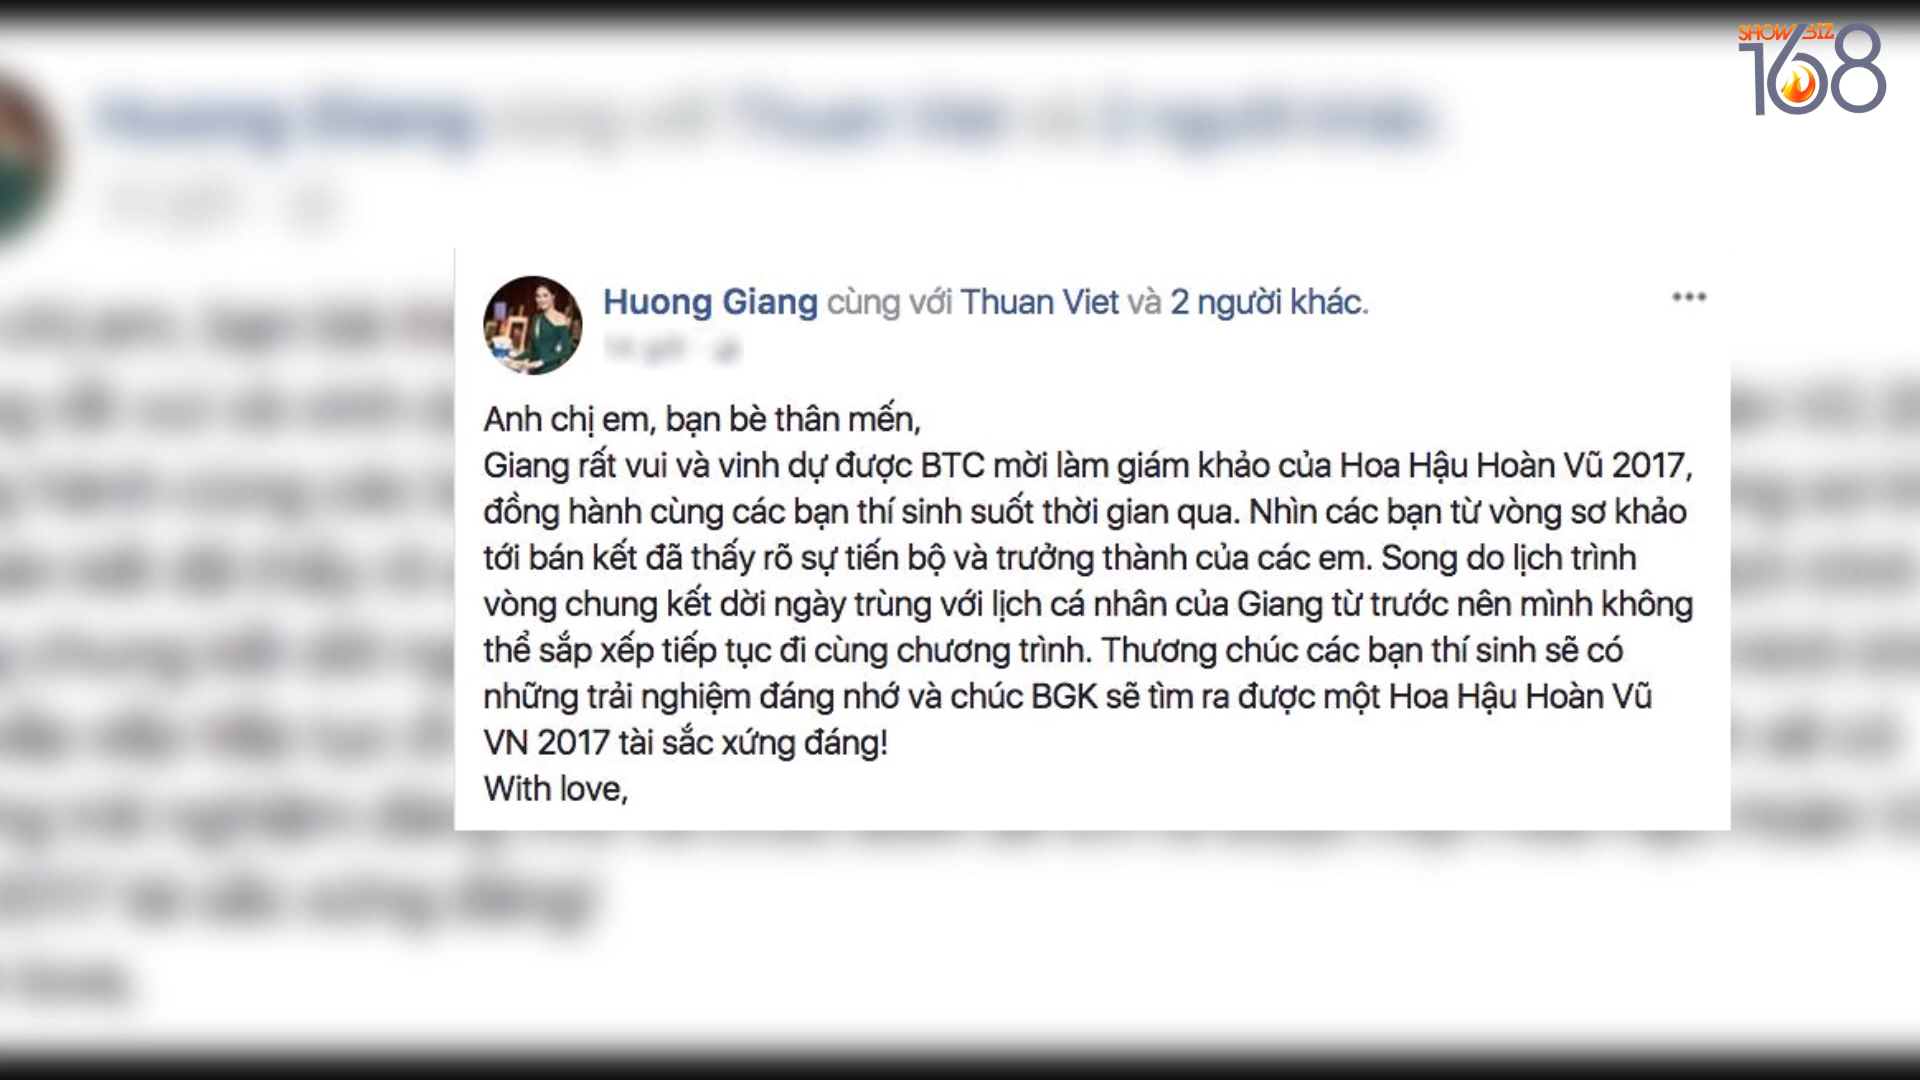 SHOWBIZ
168
Huong Giang cùng với Thuan Viet và 2 người khác.
Anh chị em, bạn bè thân mến,
Giang rất vui và vinh dự được BTC mời làm giám khảo của Hoa Hậu Hoàn Vũ 2017,
đồng hành cùng các bạn thí sinh suốt thời gian qua. Nhìn các bạn từ vòng sơ khảo
tới bán kết đã thấy rõ sự tiến bộ và trưởng thành của các em. Song do lịch trình
vòng chung kết dời ngày trùng với lịch cá nhân của Giang từ trước nên mình không
thể sắp xếp tiếp tục đi cùng chương trình. Thương chúc các bạn thí sinh sẽ có
những trải nghiệm đáng nhớ và chúc BGK sẽ tìm ra được một Hoa Hậu Hoàn Vũ
VN 2017 tài sắc xứng đáng!
With love,